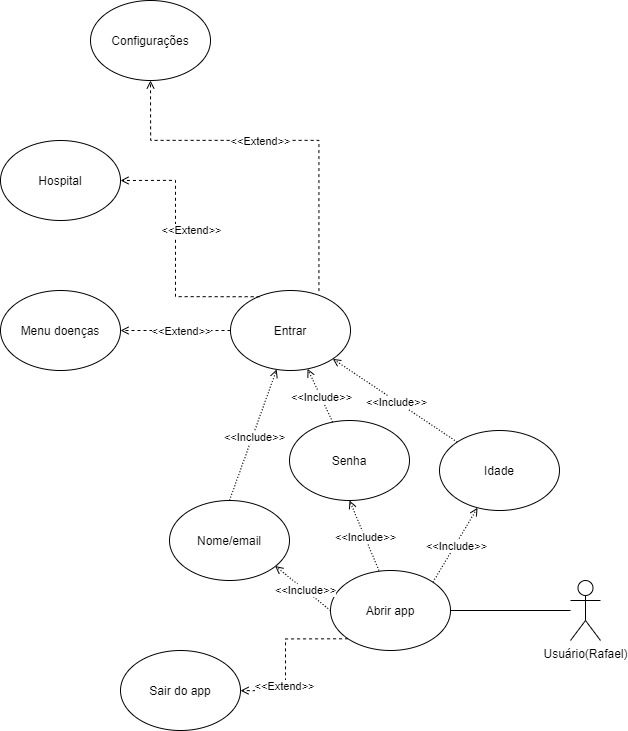 Configurações
<<Extend>>
Hospital
<<Extend>>
Menu doenças
<<Extend>>
Entrar
<<Include>>
<<Include>>
<<Include>>
Senha
Idade
Nome/email
<<Include>>
<<Include>>
<<Include>>
Abrir app
Usuário(Rafael)
Sair do app
<<Extend>>